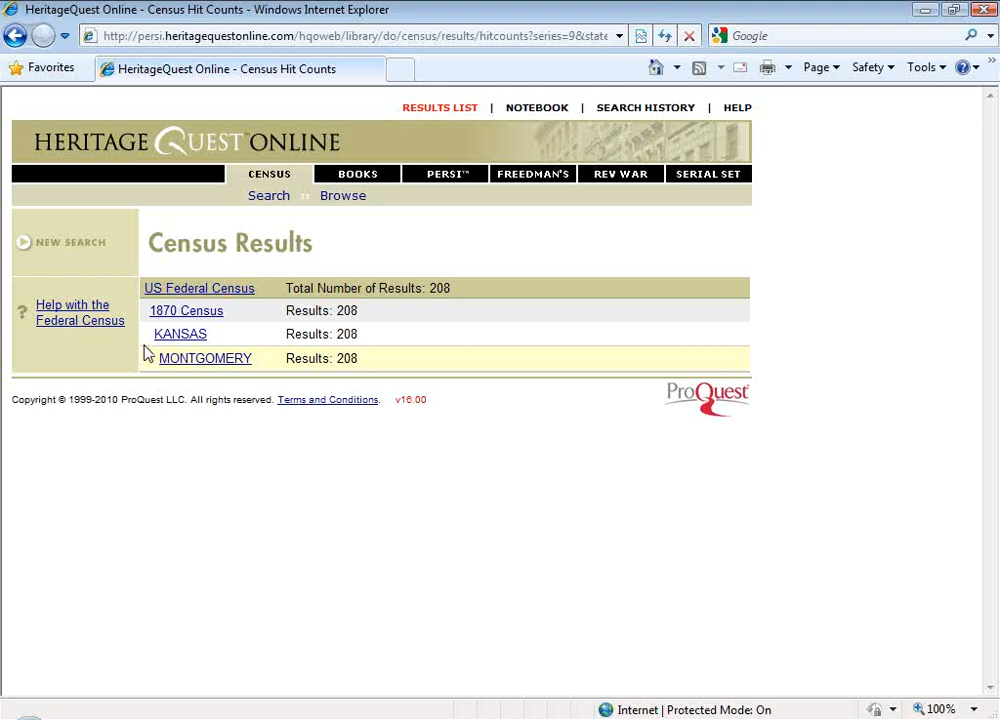 HeritageQuest Online - Census Hit Counts - Windows Internet Explorer
http://persi.heritagequestonline.com/hqoweb/library/do/census/results/hitcounts?series=9&state
Google
Favorites
HeritageQuest Online - Census Hit Counts
Page
Safety
Tools
RESULTS LIST | NOTEBOOK | SEARCH HISTORY | HELP
HERITAGE QUEST™ ONLINE
CENSUS BOOKS PERSI™ FREEDMAN'S REV WAR SERIAL SET
Search :: Browse
NEW SEARCH
Census Results
? Help with the
Federal Census
US Federal Census Total Number of Results: 208
1870 Census Results: 208
KANSAS Results: 208
MONTGOMERY Results: 208
Copyright © 1999-2010 ProQuest LLC. All rights reserved. Terms and Conditions. v16.00
ProQuest
Internet | Protected Mode: On
100%